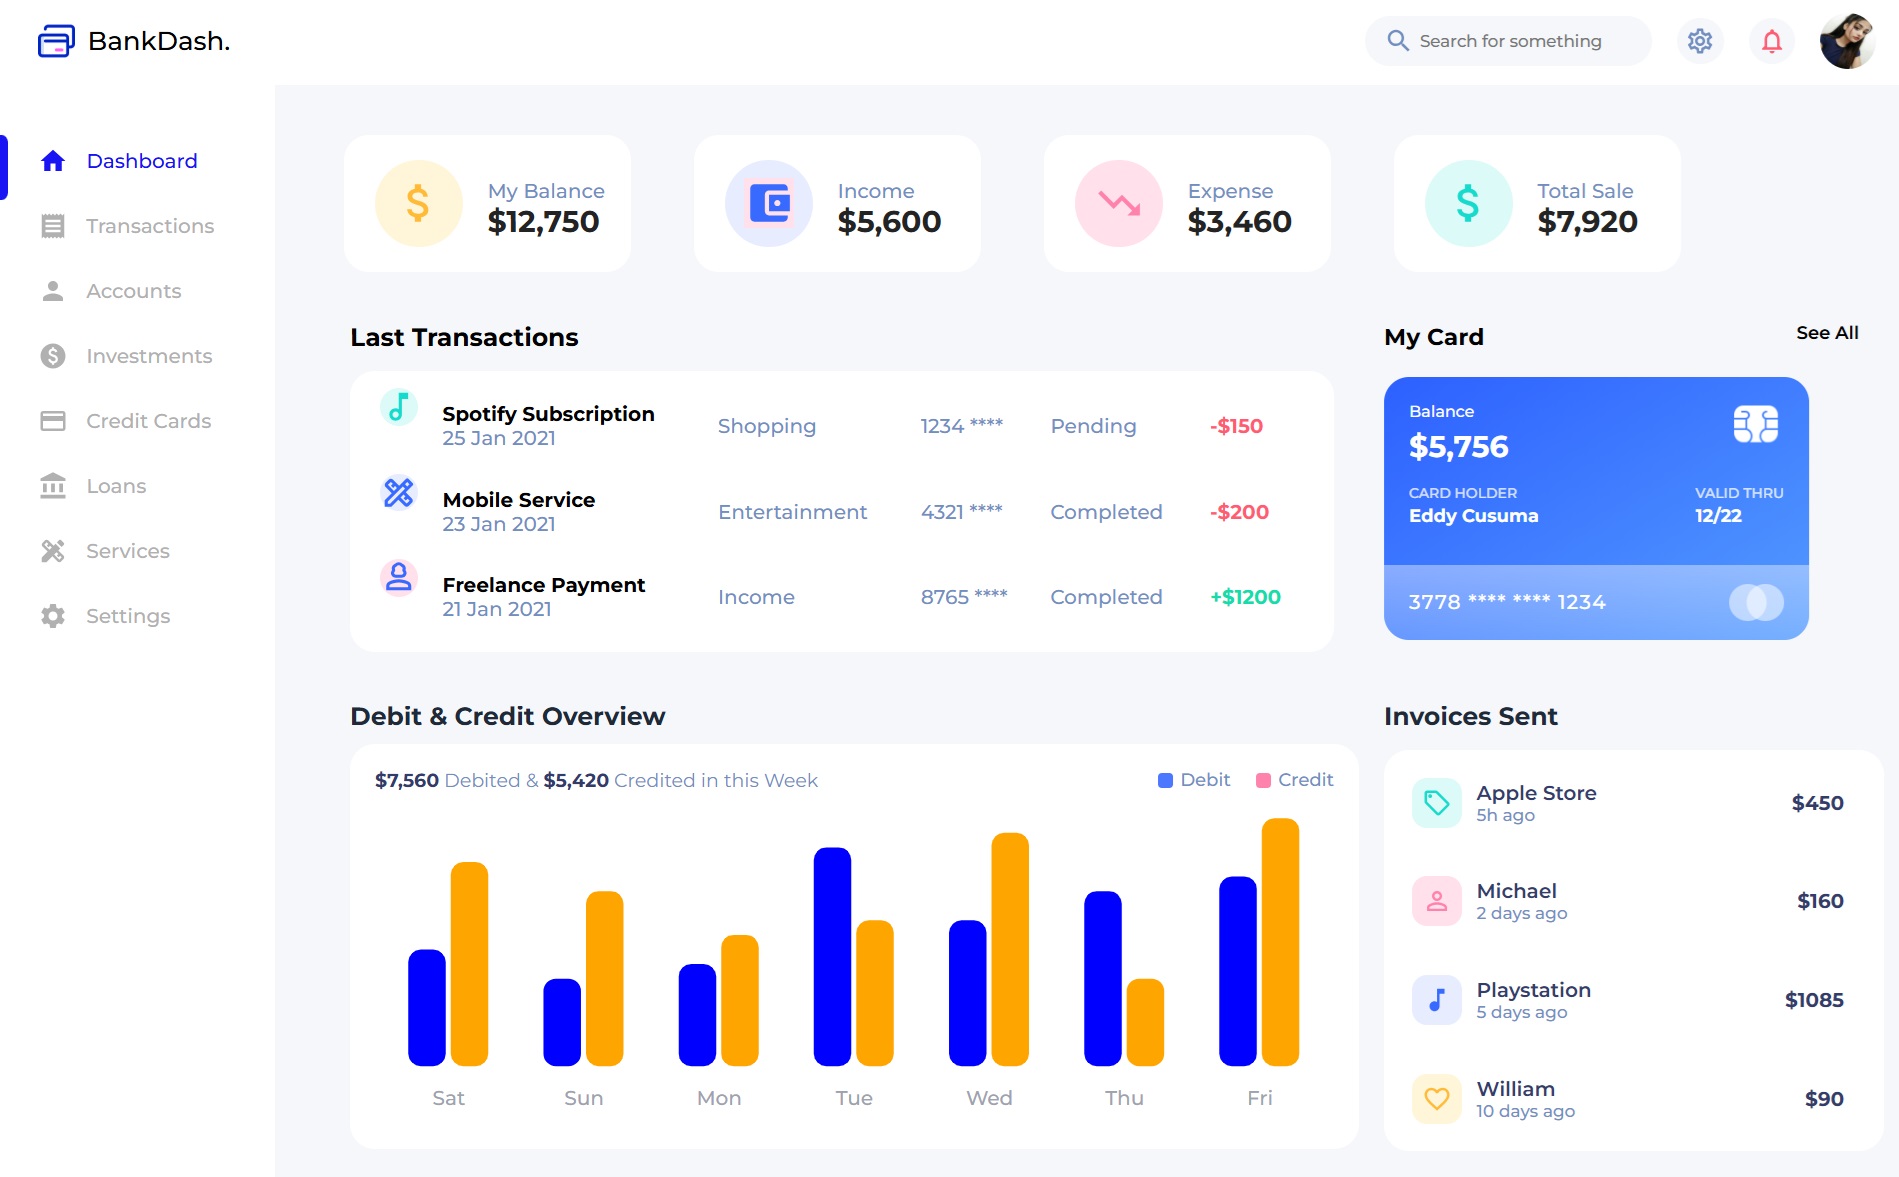 BankDash.
Search for something
Dashboard
Transactions
Accounts
Investments
Credit Cards
Loans
Services
Settings
My Balance
$12,750
Income
$5,600
Expense
$3,460
Total Sale
$7,920
Last Transactions
Spotify Subscription
25 Jan 2021
Shopping
1234 ****
Pending
-$150
Mobile Service
23 Jan 2021
Entertainment
4321 ****
Completed
-$200
Freelance Payment
21 Jan 2021
Income
8765 ****
Completed
+$1200
My Card
See All
Balance
$5,756
CARD HOLDER
Eddy Cusuma
VALID THRU
12/22
3778 **** **** 1234
Debit & Credit Overview
$7,560 Debited & $5,420 Credited in this Week
Debit
Credit
Sat
Sun
Mon
Tue
Wed
Thu
Fri
Invoices Sent
Apple Store
5h ago
$450
Michael
2 days ago
$160
Playstation
5 days ago
$1085
William
10 days ago
$90